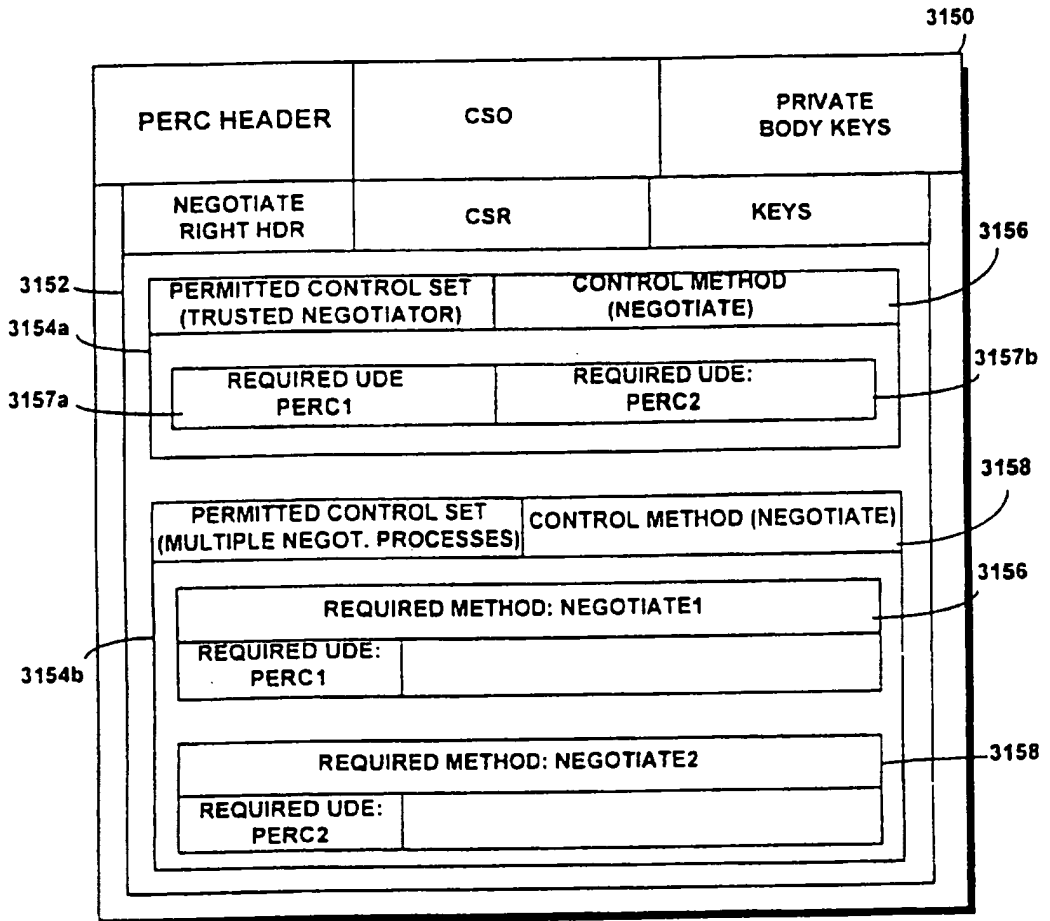 3150
PERC HEADER
CSO
PRIVATE
BODY KEYS
NEGOTIATE
RIGHT HDR
CSR
KEYS
3156
3152
PERMITTED CONTROL SET
(TRUSTED NEGOTIATOR)
CONTROL METHOD
(NEGOTIATE)
3154a
3157b
REQUIRED UDE
PERC1
REQUIRED UDE:
PERC2
3157a
3158
PERMITTED CONTROL SET
(MULTIPLE NEGOT. PROCESSES)
CONTROL METHOD (NEGOTIATE)
3156
REQUIRED METHOD: NEGOTIATE1
REQUIRED UDE:
PERC1
3154b
REQUIRED METHOD: NEGOTIATE2
3158
REQUIRED UDE:
PERC2